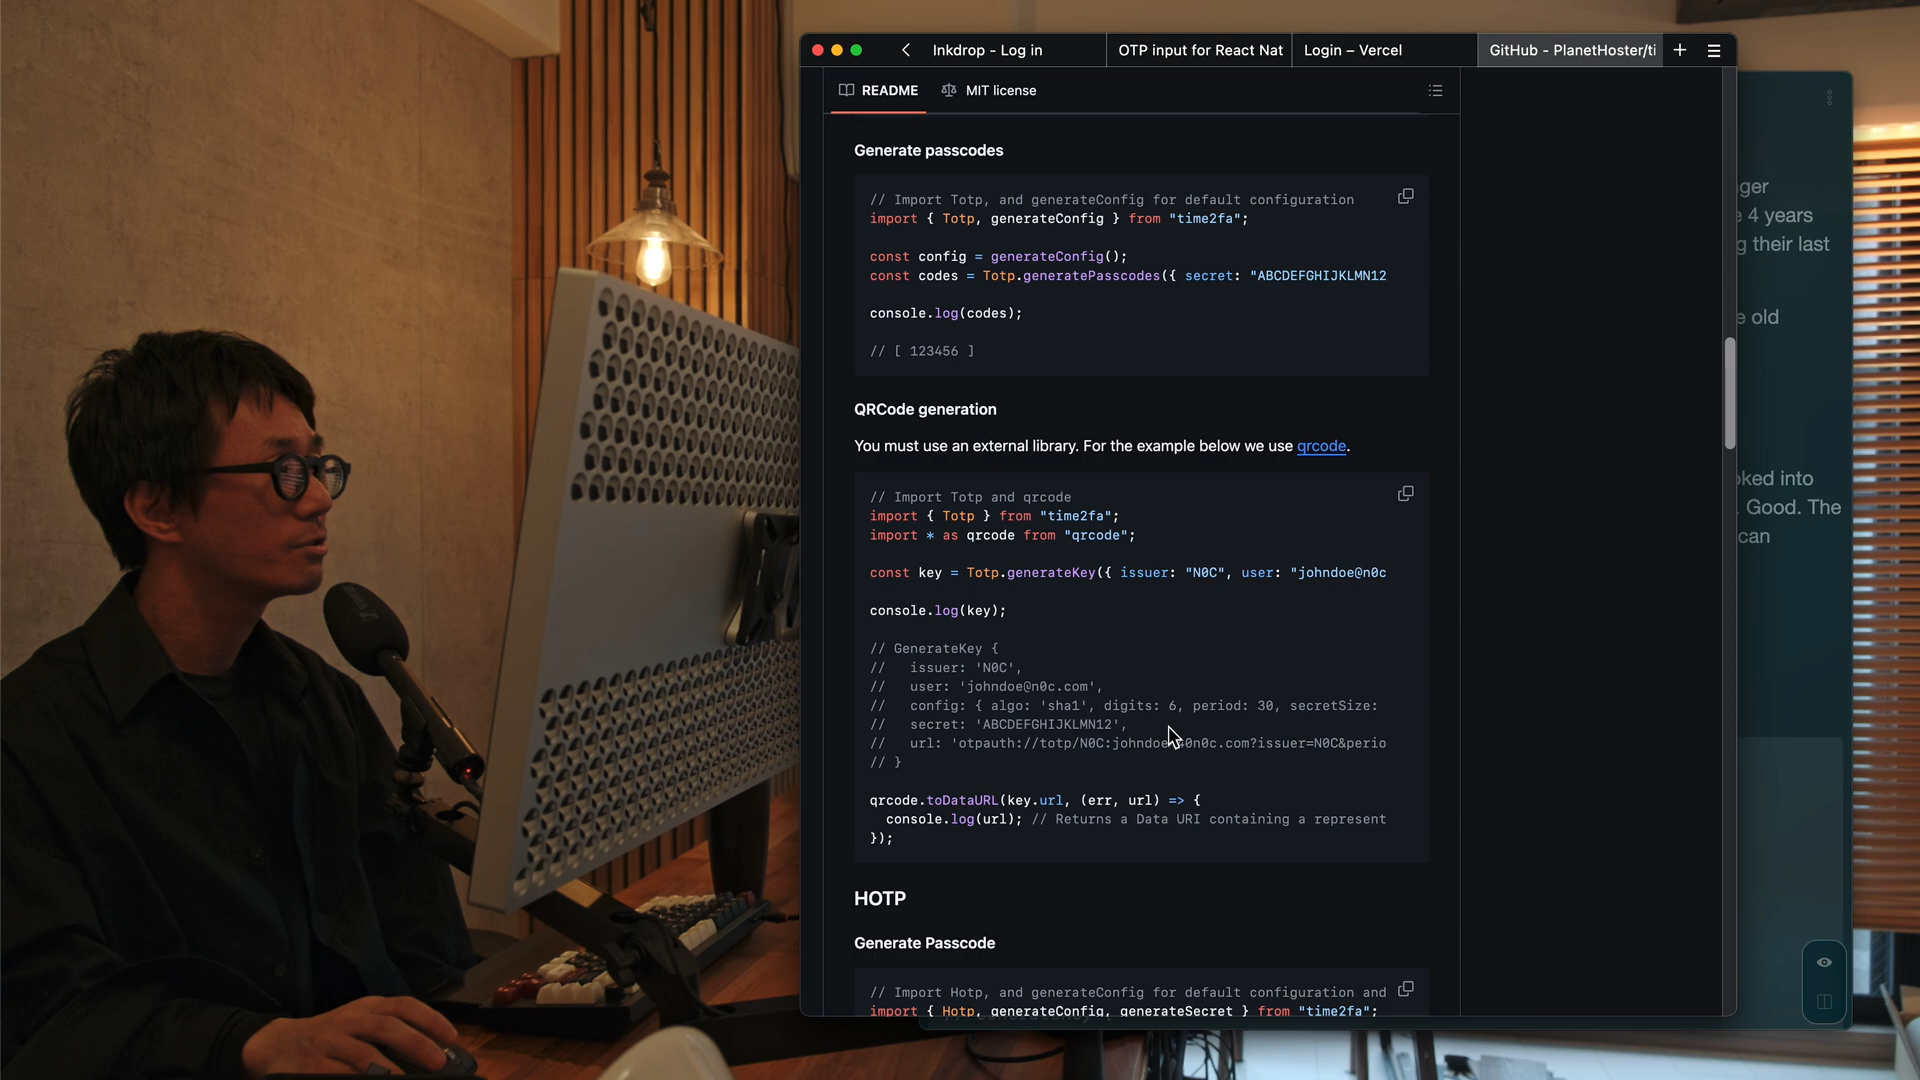 Inkdrop - Log in
OTP input for React Nat
Login – Vercel
GitHub - PlanetHoster/ti
README
MIT license
Generate passcodes
// Import Totp, and generateConfig for default configuration
import { Totp, generateConfig } from "time2fa";
const config = generateConfig();
const codes = Totp.generatePasscodes({ secret: "ABCDEFGHIJKLMN12
console.log(codes);
// [ 123456 ]
QRCode generation
You must use an external library. For the example below we use qrcode.
// Import Totp and qrcode
import { Totp } from "time2fa";
import * as qrcode from "qrcode";
const key = Totp.generateKey({ issuer: "N0C", user: "johndoe@n0c
console.log(key);
// GenerateKey {
//   issuer: 'N0C',
//   user: 'johndoe@n0c.com',
//   config: { algo: 'sha1', digits: 6, period: 30, secretSize:
//   secret: 'ABCDEFGHIJKLMN12',
//   url: 'otpauth://totp/N0C:johndoe%40n0c.com?issuer=N0C&perio
// }
qrcode.toDataURL(key.url, (err, url) => {
  console.log(url); // Returns a Data URI containing a represent
});
HOTP
Generate Passcode
// Import Hotp, and generateConfig for default configuration and
import { Hotp, generateConfig, generateSecret } from "time2fa";
ger
e 4 years
g their last
e old
oked into
. Good. The
can